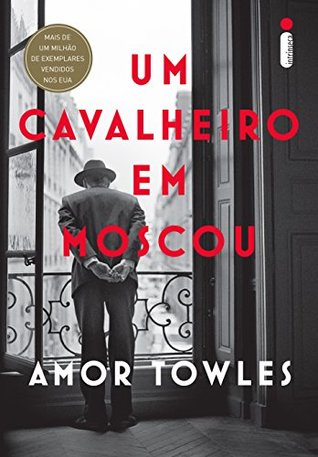 MAIS DE
UM MILHÃO
DE EXEMPLARES
VENDIDOS
NOS EUA
intrínseca
UM
CAVALHEIRO
EM
MOSCOU
AMOR TOWLES